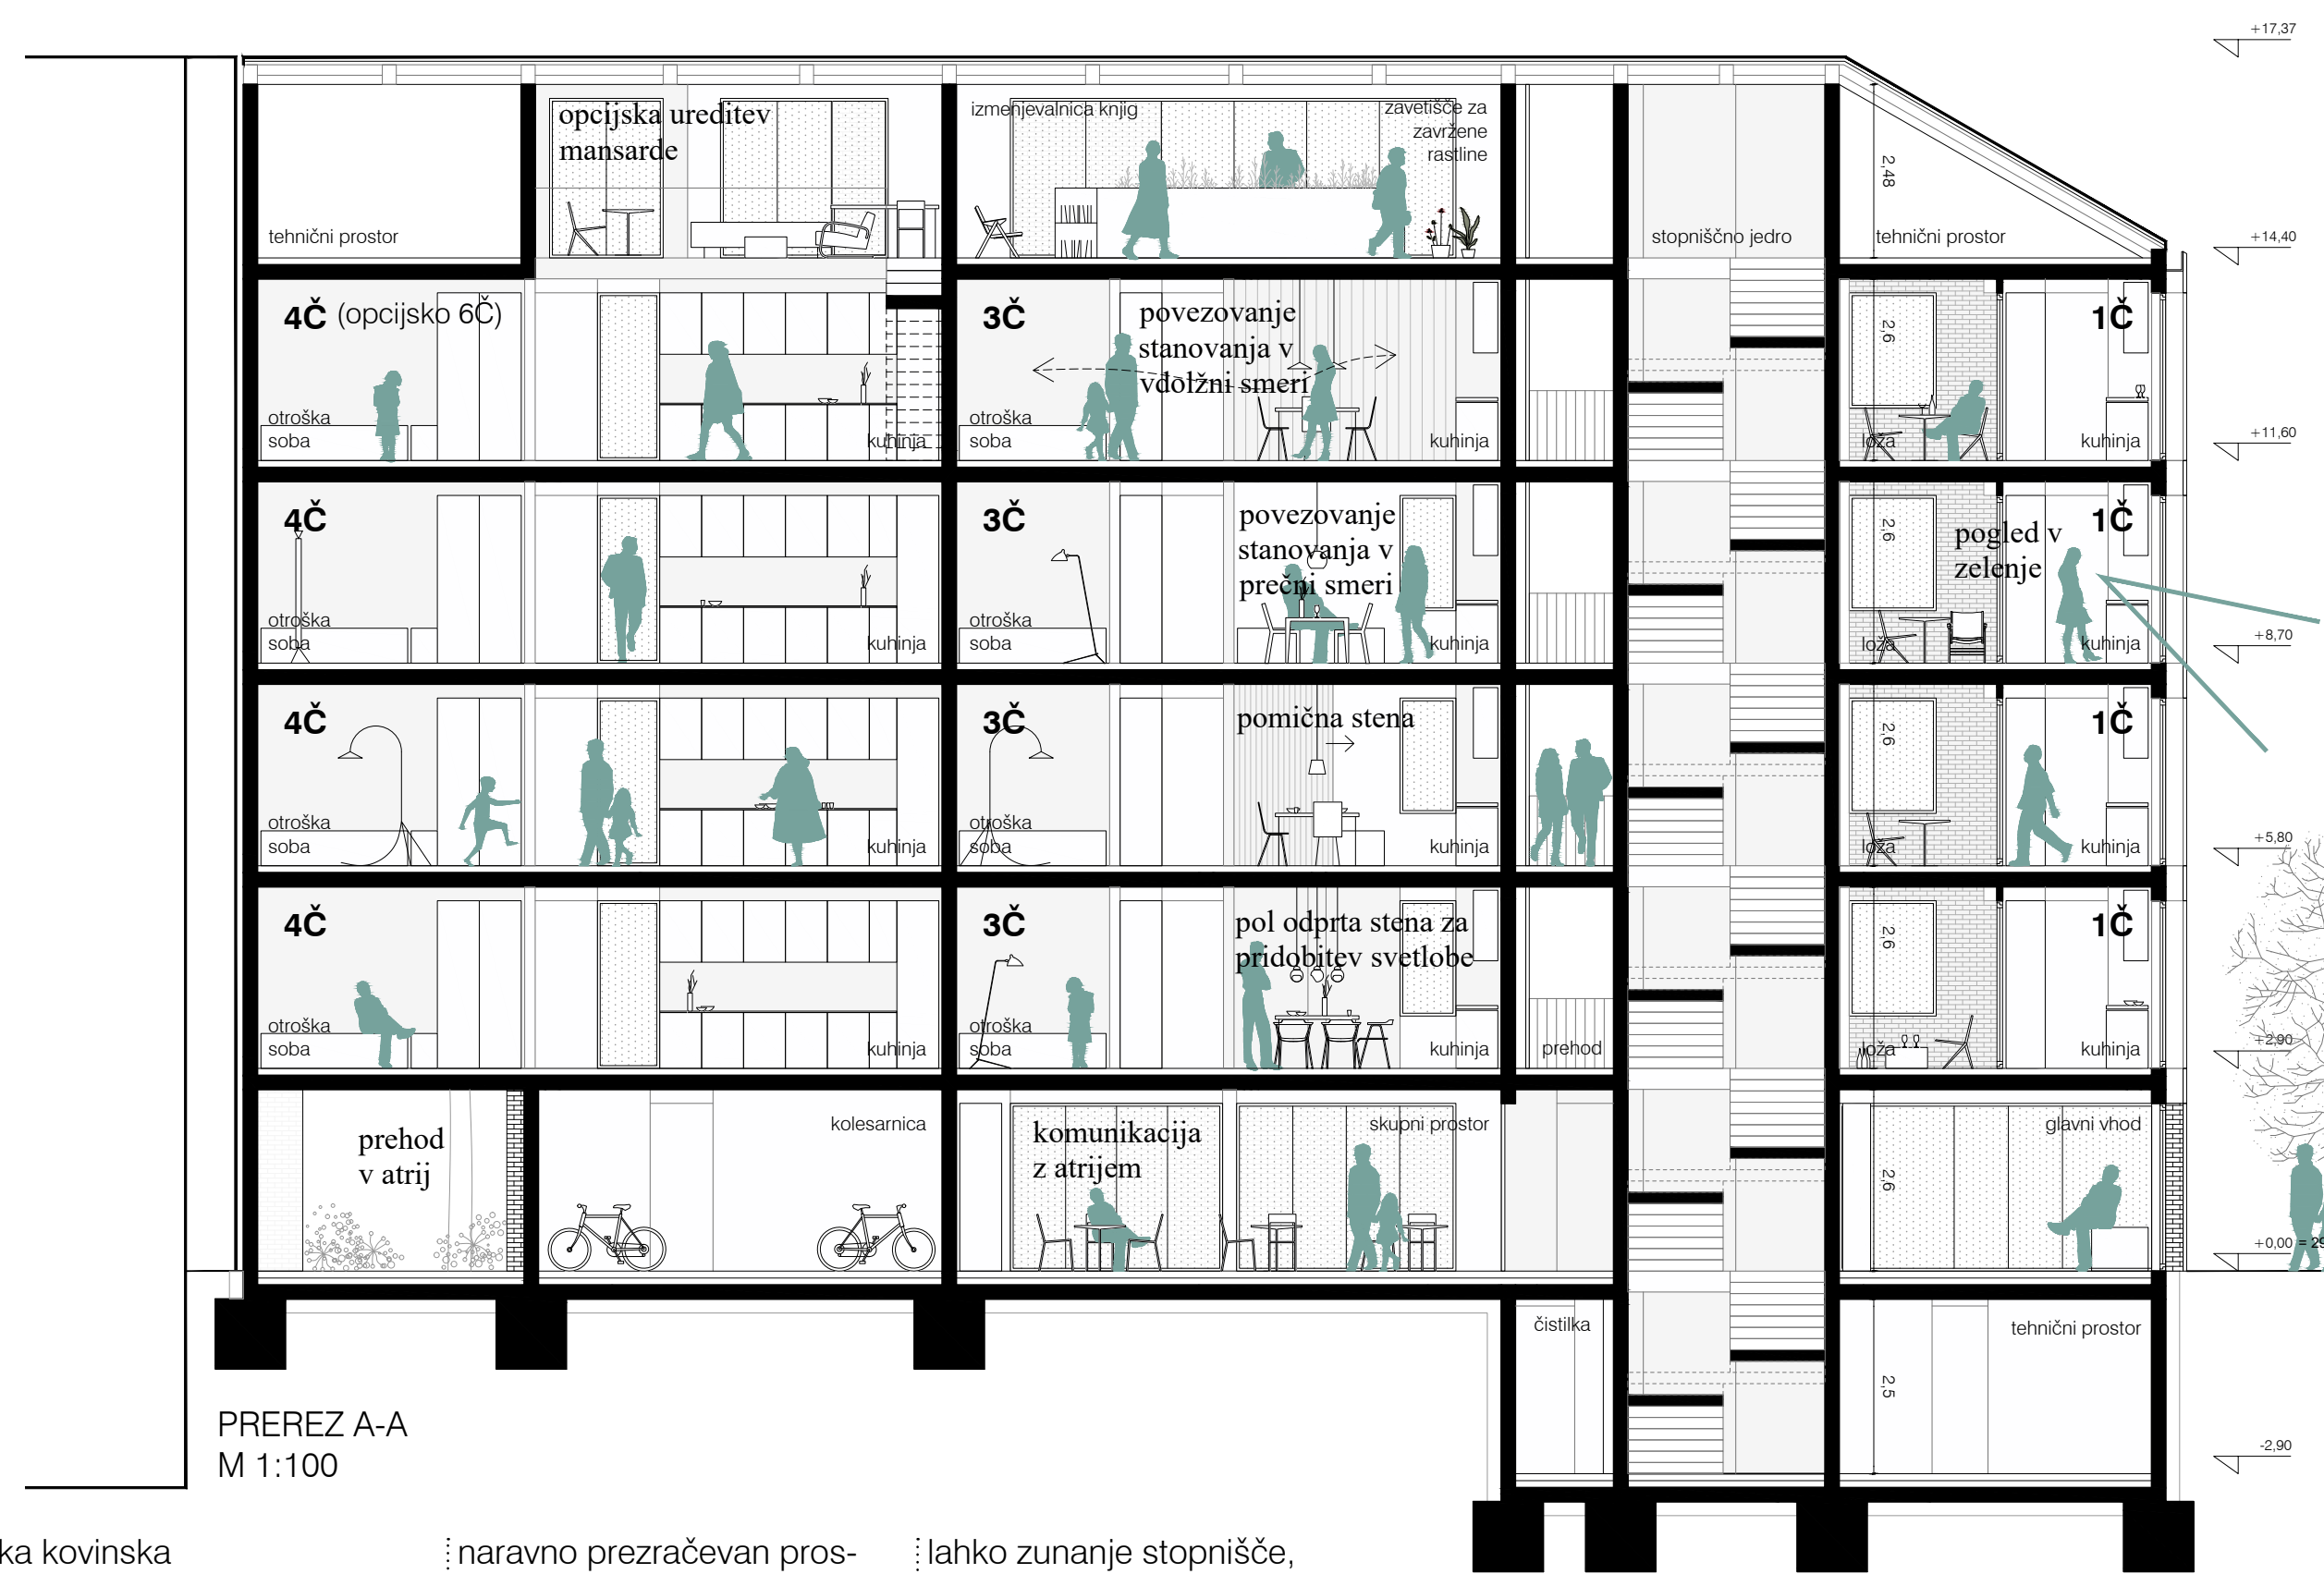 +17,37
opcijska ureditev
mansarde
izmenjevalnica knjig
zavetišče za
zavržene
rastline
2,48
tehnični prostor
stopniščno jedro
tehnični prostor
+14,40
4Č (opcijsko 6Č)
3Č
povezovanje
stanovanja v
vdolžni smeri
2,6
1Č
otroška
soba
kuhinja
otroška
soba
kuhinja
loža
kuhinja
+11,60
4Č
3Č
povezovanje
stanovanja v
prečni smeri
2,6
pogled v
zelenje
1Č
otroška
soba
kuhinja
otroška
soba
kuhinja
loža
kuhinja
+8,70
4Č
3Č
pomična stena
2,6
1Č
otroška
soba
kuhinja
otroška
soba
kuhinja
loža
kuhinja
+5,80
4Č
3Č
pol odprta stena za
pridobitev svetlobe
2,6
1Č
otroška
soba
kuhinja
otroška
soba
kuhinja
prehod
loža
kuhinja
+2,90
prehod
v atrij
kolesarnica
komunikacija
z atrijem
skupni prostor
2,6
glavni vhod
+0,00 = 29
čistilka
tehnični prostor
2,5
-2,90
PREREZ A-A
M 1:100
ka kovinska
naravno prezračevan pros-
lahko zunanje stopnišče,